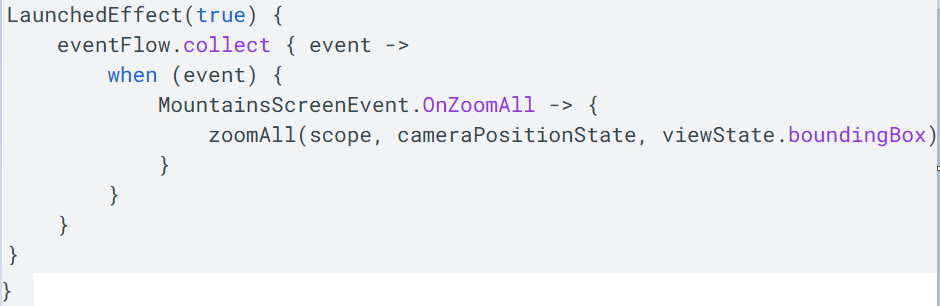 LaunchedEffect(true) {
    eventFlow.collect { event ->
        when (event) {
            MountainsScreenEvent.OnZoomAll -> {
                zoomAll(scope, cameraPositionState, viewState.boundingBox)
            }
        }
    }
}
}